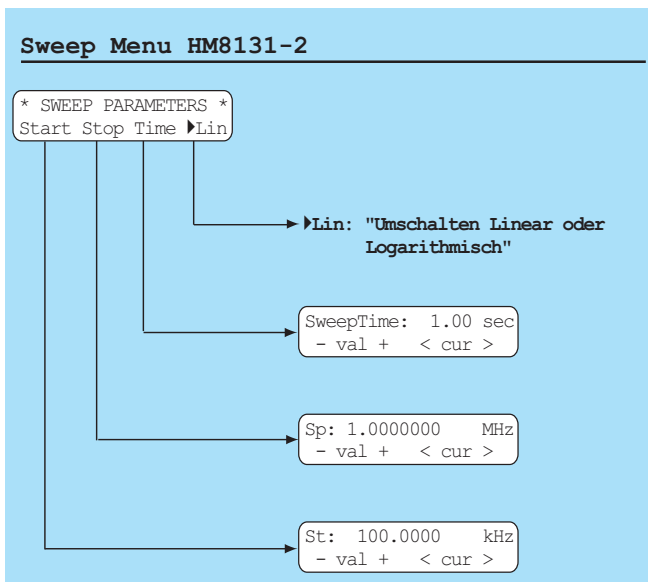 Sweep Menu HM8131-2
* SWEEP PARAMETERS *
Start Stop Time ▶Lin
▶Lin: "Umschalten Linear oder
Logarithmisch"
SweepTime: 1.00 sec
- val + < cur >
Sp: 1.0000000 MHz
- val + < cur >
St: 100.0000 kHz
- val + < cur >